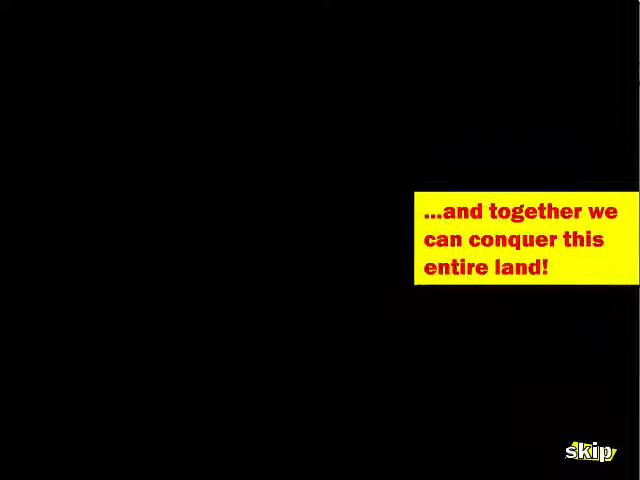 ...and together we
can conquer this
entire land!
skip